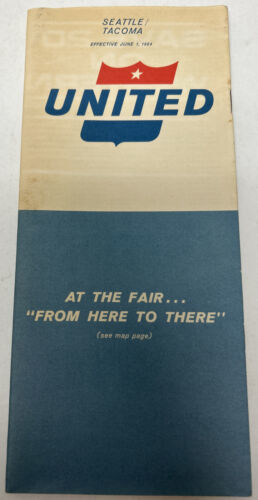 SEATTLE/
TACOMA
EFFECTIVE JUNE 1, 1964
UNITED
AT THE FAIR...
"FROM HERE TO THERE"
(see map page)